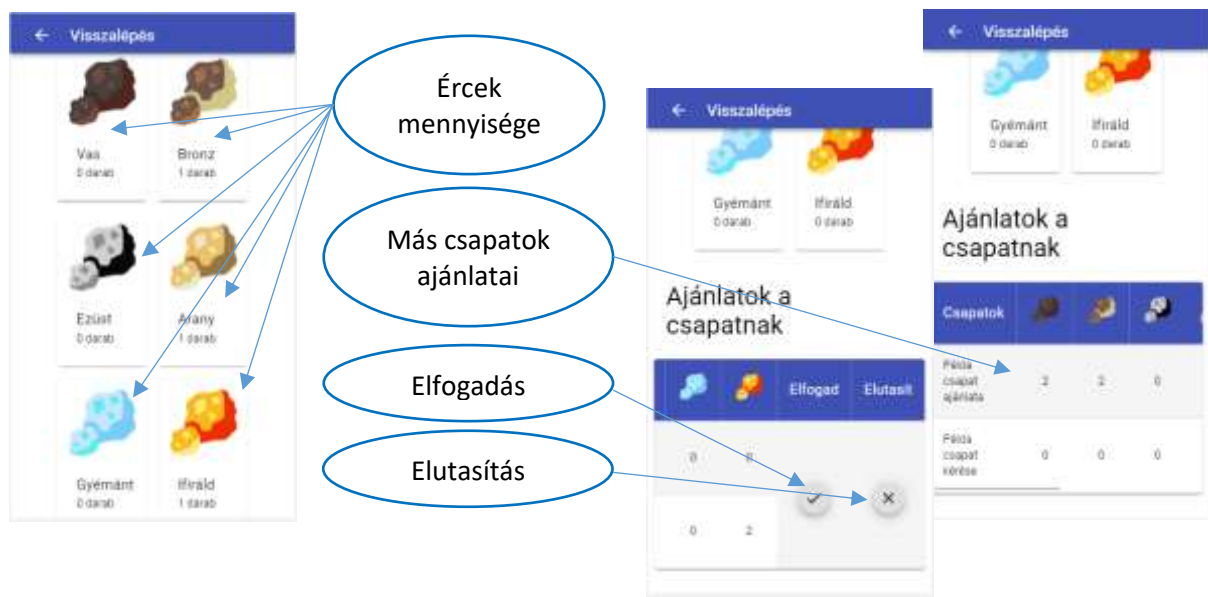 Visszalépés
Vas
0 darab
Bronz
1 darab
Ezüst
0 darab
Arany
1 darab
Gyémánt
0 darab
Ifirald
1 darab
Ércek
mennyisége
Más csapatok
ajánlatai
Elfogadás
Elutasítás
Visszalépés
Gyémánt
0 darab
Ifirald
0 darab
Ajánlatok a
csapatnak
Elfogad
Elutasít
0 0
0 2
Visszalépés
Gyémánt
0 darab
Ifirald
0 darab
Ajánlatok a
csapatnak
Csapatok
Példa
csapat
ajánlata
2 2 0
Példa
csapat
kérése
0 0 0